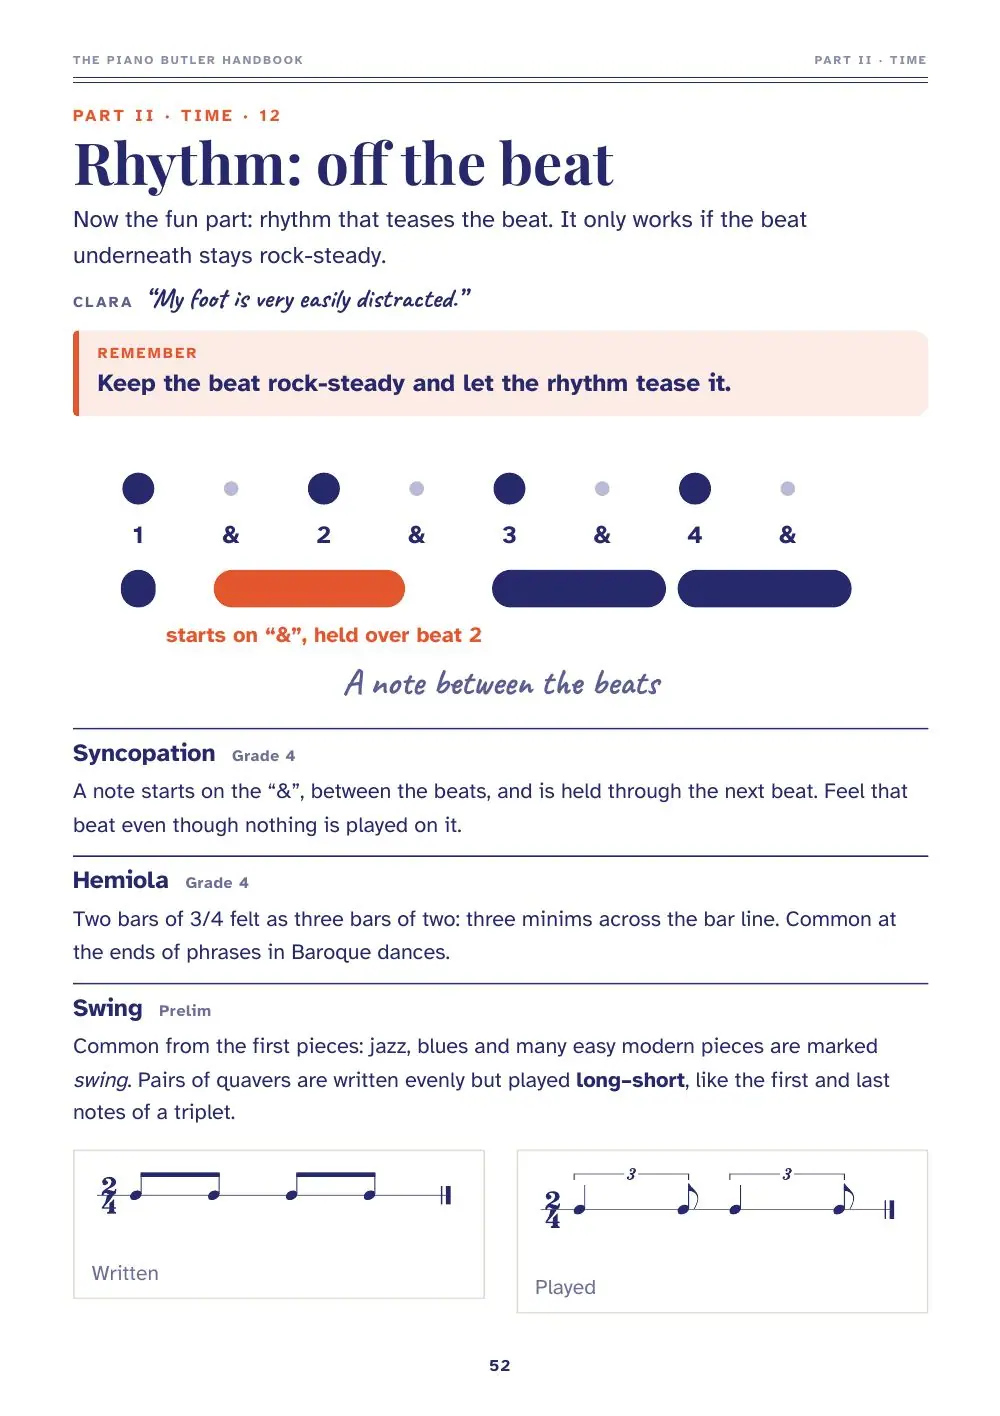 THE PIANO BUTLER HANDBOOK
PART II · TIME
PART II · TIME · 12
Rhythm: off the beat
Now the fun part: rhythm that teases the beat. It only works if the beat
underneath stays rock-steady.
CLARA “My foot is very easily distracted.”
REMEMBER
Keep the beat rock-steady and let the rhythm tease it.
1 & 2 & 3 & 4 &
starts on “&”, held over beat 2
A note between the beats
Syncopation Grade 4
A note starts on the “&”, between the beats, and is held through the next beat. Feel that
beat even though nothing is played on it.
Hemiola Grade 4
Two bars of 3/4 felt as three bars of two: three minims across the bar line. Common at
the ends of phrases in Baroque dances.
Swing Prelim
Common from the first pieces: jazz, blues and many easy modern pieces are marked
swing. Pairs of quavers are written evenly but played long–short, like the first and last
notes of a triplet.
2
4
Written
3 3
2
4
Played
52